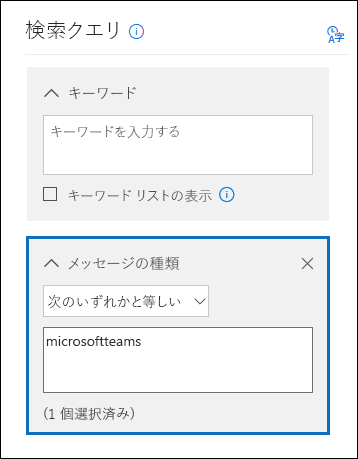 検索クエリ
A字
キーワード
キーワードを入力する
キーワード リストの表示
メッセージの種類
次のいずれかと等しい
microsoftteams
(1 個選択済み)